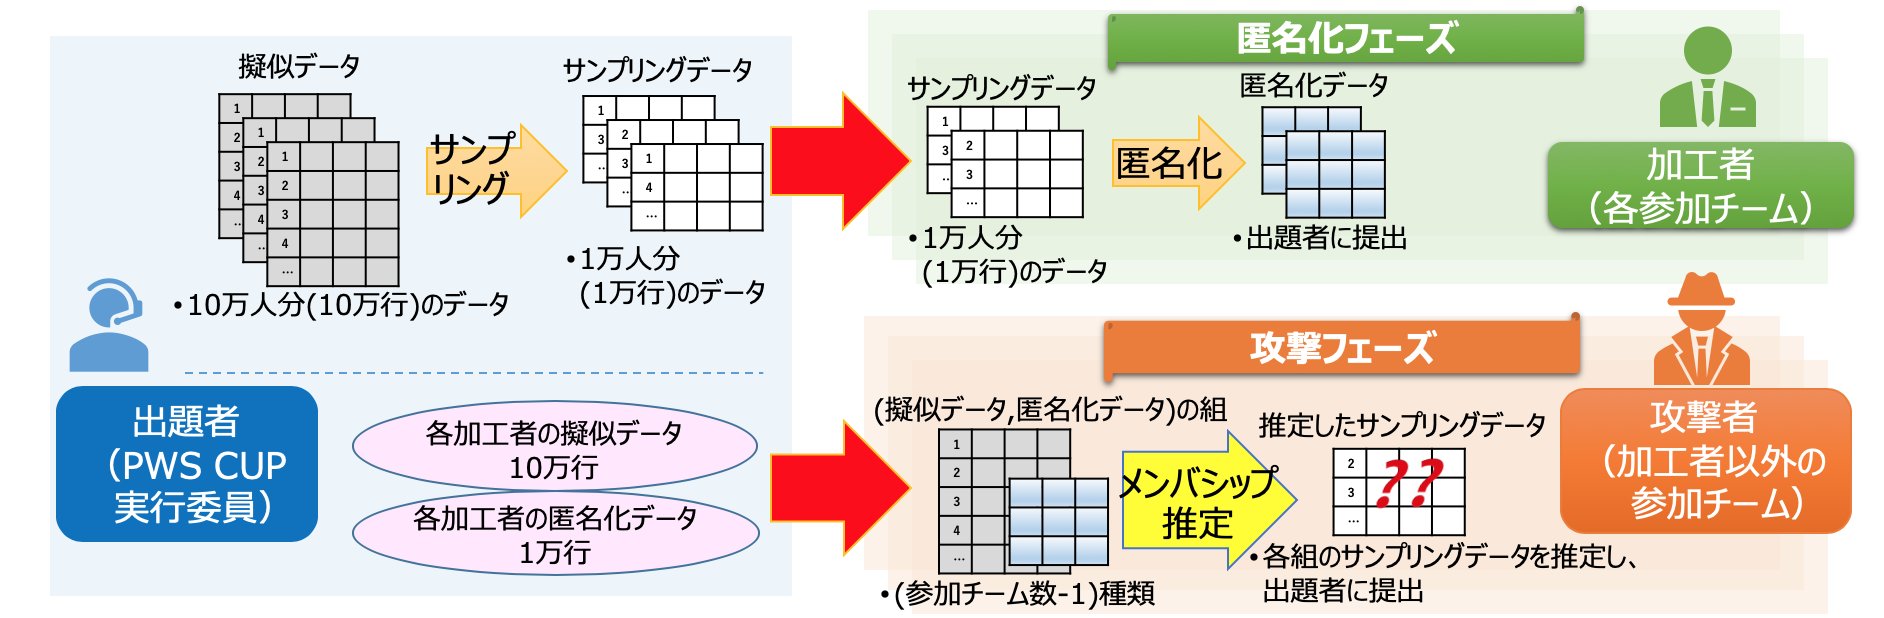 擬似データ
1
2
3
4
…
1
2
3
4
…
1
2
3
4
…
・10万人分(10万行)のデータ
サンプ
リング
サンプリングデータ
1
3
…
2
3
…
1
4
…
・1万人分
(1万行)のデータ
出題者
（PWS CUP
実行委員）
各加工者の擬似データ
10万行
各加工者の匿名化データ
1万行
匿名化フェーズ
サンプリングデータ
1
3
…
2
3
…
・1万人分
(1万行)のデータ
匿名化
匿名化データ
・出題者に提出
加工者
（各参加チーム）
攻撃フェーズ
(擬似データ,匿名化データ)の組
1
2
3
4
…
・(参加チーム数-1)種類
メンバシップ
推定
推定したサンプリングデータ
2
3
…
??
・各組のサンプリングデータを推定し、
出題者に提出
攻撃者
（加工者以外の
参加チーム）